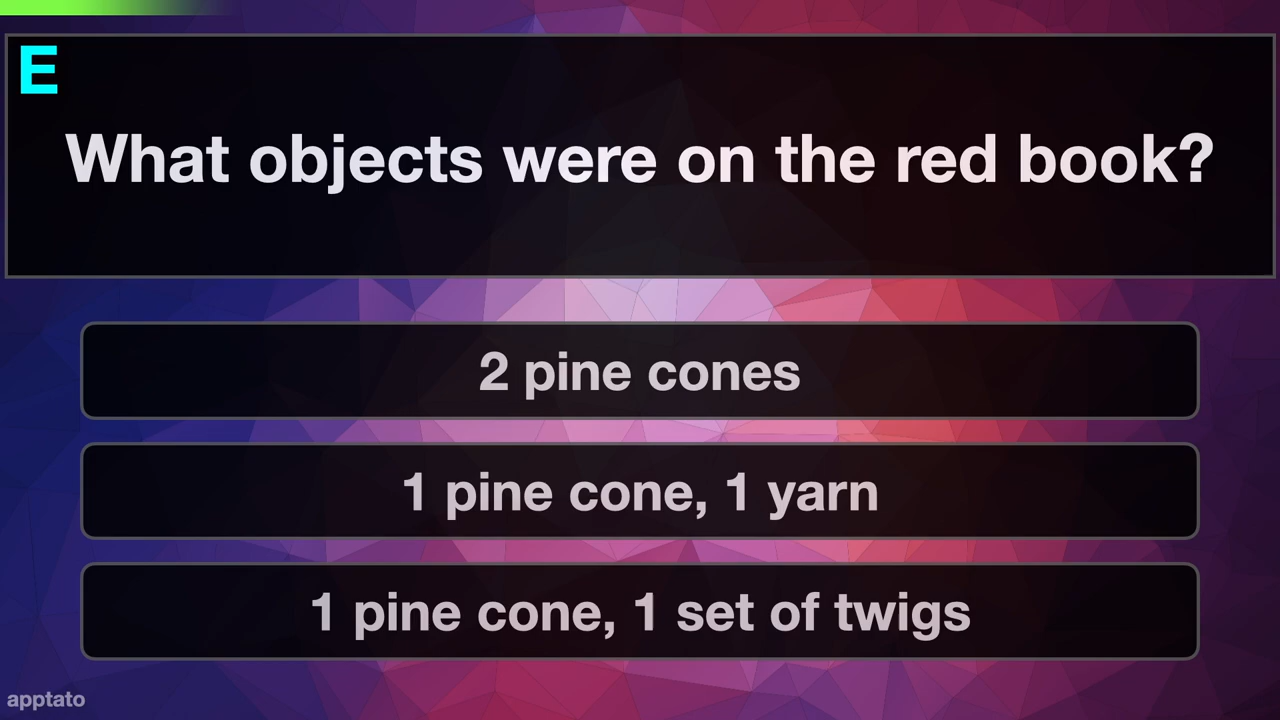 E
What objects were on the red book?
2 pine cones
1 pine cone, 1 yarn
1 pine cone, 1 set of twigs
apptato